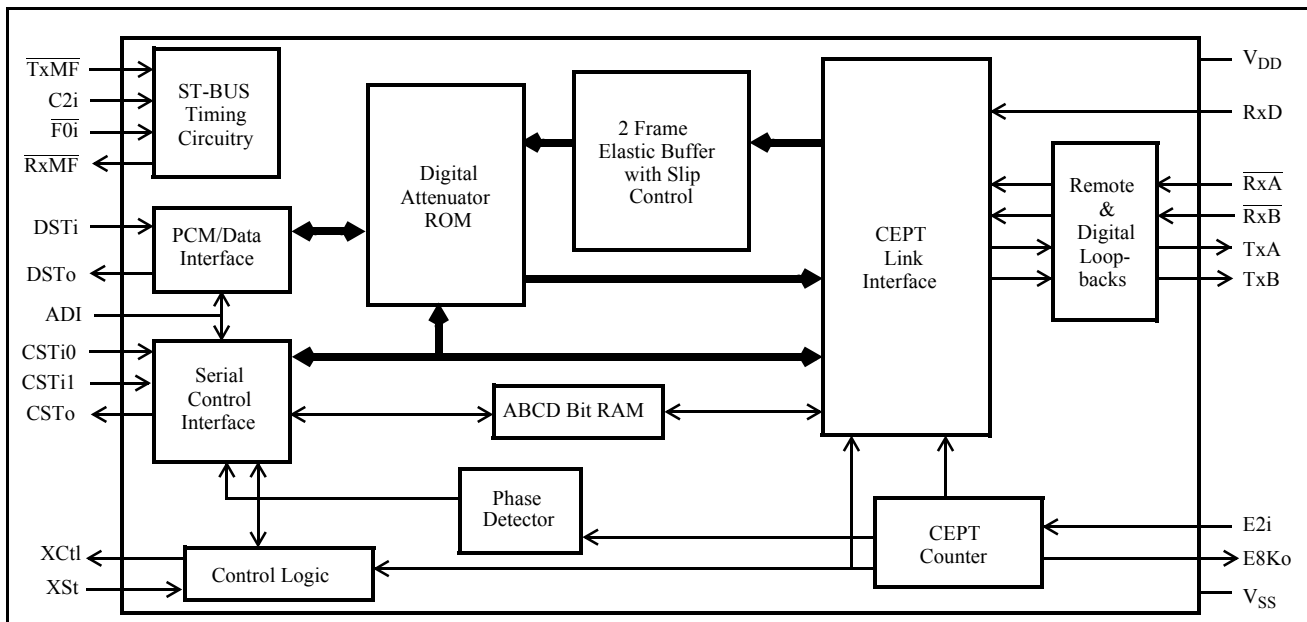 TxMF
C2i
F0i
RxMF
DSTi
DSTo
ADI
CSTi0
CSTi1
CSTo
XCtl
XSt
ST-BUS
Timing
Circuitry
PCM/Data
Interface
Serial
Control
Interface
Control Logic
Digital
Attenuator
ROM
2 Frame
Elastic Buffer
with Slip
Control
ABCD Bit RAM
Phase
Detector
CEPT
Link
Interface
CEPT
Counter
Remote
&
Digital
Loop-
backs
VDD
RxD
RxA
RxB
TxA
TxB
E2i
E8Ko
VSS